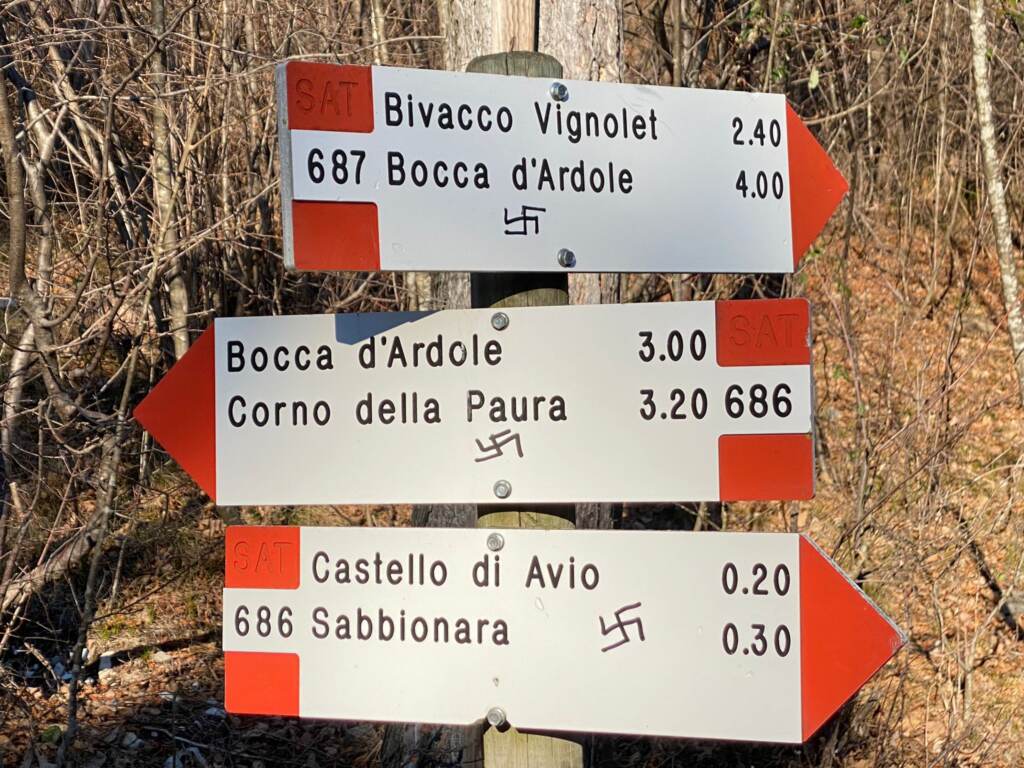 SAT
Bivacco Vignolet 2.40
687 Bocca d'Ardole 4.00
Bocca d'Ardole 3.00 SAT
Corno della Paura 3.20 686
SAT
Castello di Avio 0.20
686 Sabbionara 0.30